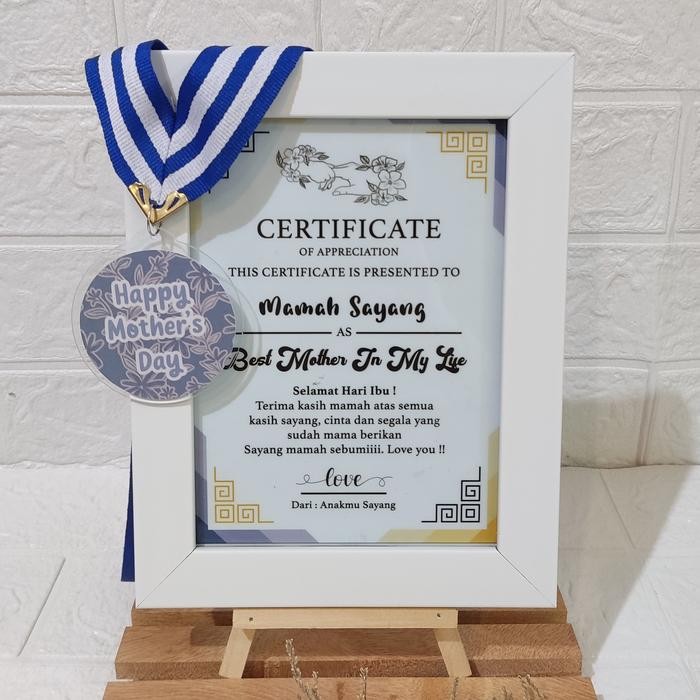 Happy
Mother's
Day
CERTIFICATE
OF APPRECIATION
THIS CERTIFICATE IS PRESENTED TO
Mamah Sayang
AS
Best Mother In My Lye
Selamat Hari Ibu !
Terima kasih mamah atas semua
kasih sayang, cinta dan segala yang
sudah mama berikan
Sayang mamah sebumiiii. Love you !!
love
Dari : Anakmu Sayang